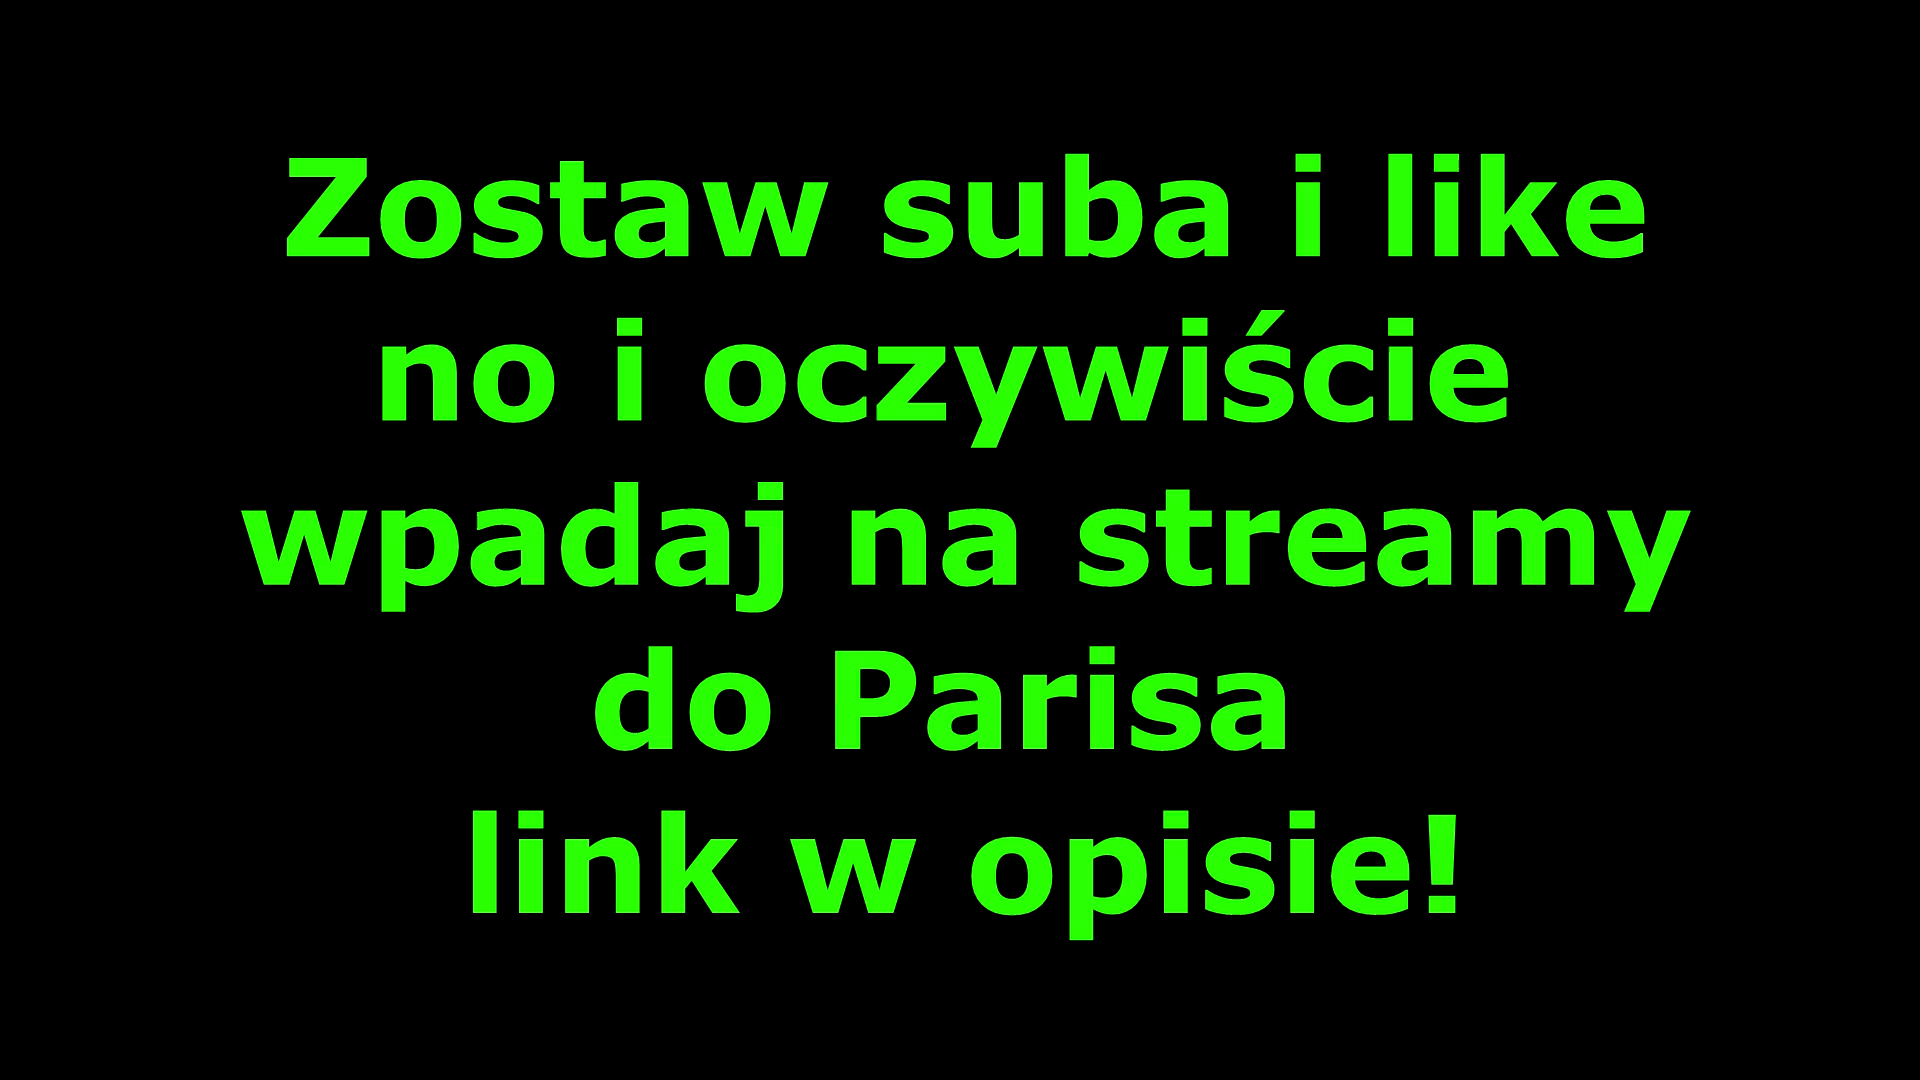 Zostaw suba i like
no i oczywiście
wpadaj na streamy
do Parisa
link w opisie!